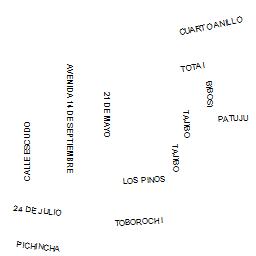 CUARTO ANILLO
TOTAI
BIBOSI
AVENIDA 14 DE SEPTIEMBRE
21 DE MAYO
TAJIBO
PATUJU
CALLE ESCUDO
TAJIBO
LOS PINOS
24 DE JULIO
TOBOROCHI
PICHINCHA